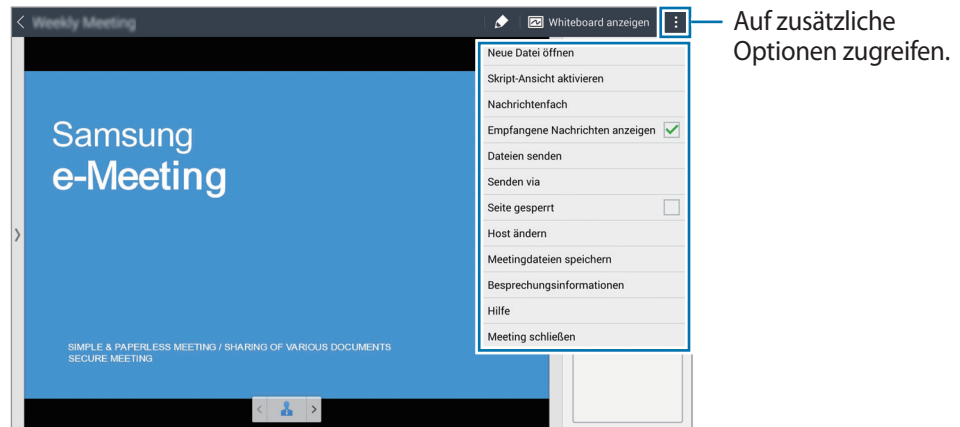 Weekly Meeting
Whiteboard anzeigen
Auf zusätzliche
Optionen zugreifen.
Neue Datei öffnen
Skript-Ansicht aktivieren
Nachrichtenfach
Empfangene Nachrichten anzeigen
Dateien senden
Senden via
Seite gesperrt
Host ändern
Meetingdateien speichern
Besprechungsinformationen
Hilfe
Meeting schließen
Samsung
e-Meeting
SIMPLE & PAPERLESS MEETING / SHARING OF VARIOUS DOCUMENTS
SECURE MEETING